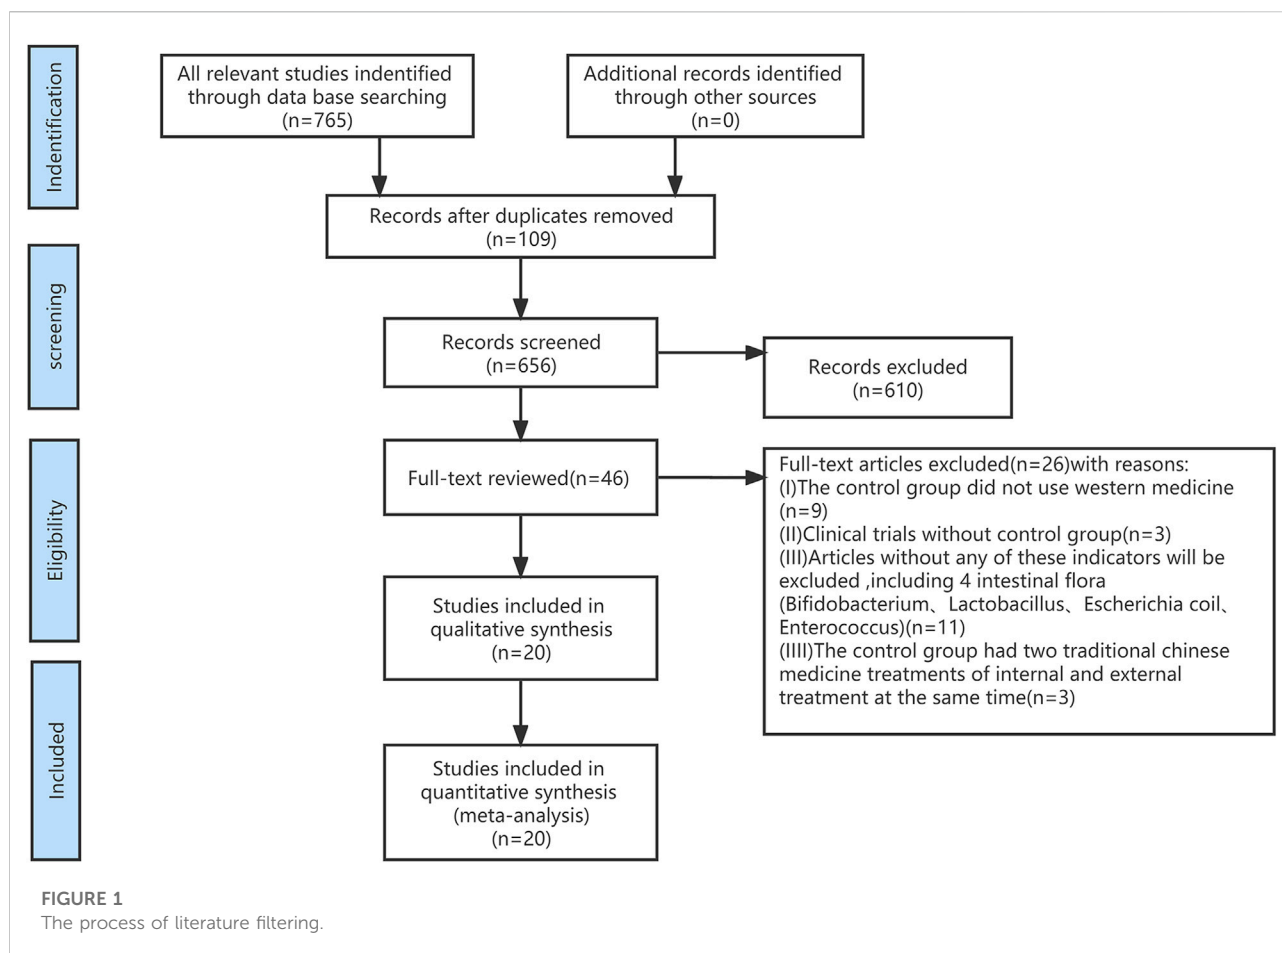 Indentification
All relevant studies indentified
through data base searching
(n=765)
Additional records identified
through other sources
(n=0)
Records after duplicates removed
(n=109)
screening
Records screened
(n=656)
Records excluded
(n=610)
Eligibility
Full-text reviewed(n=46)
Full-text articles excluded(n=26)with reasons:
(I)The control group did not use western medicine
(n=9)
(II)Clinical trials without control group(n=3)
(III)Articles without any of these indicators will be
excluded ,including 4 intestinal flora
(Bifidobacterium、Lactobacillus、Escherichia coil、
Enterococcus)(n=11)
(IIII)The control group had two traditional chinese
medicine treatments of internal and external
treatment at the same time(n=3)
Studies included in
qualitative synthesis
(n=20)
Included
Studies included in
quantitative synthesis
(meta-analysis)
(n=20)
FIGURE 1
The process of literature filtering.